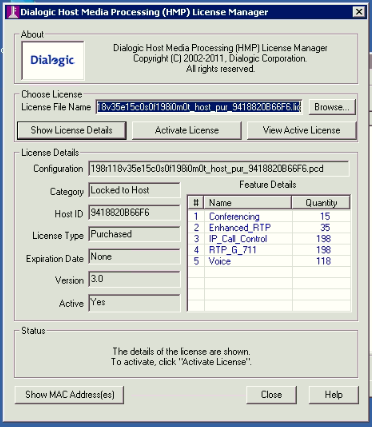 Dialogic Host Media Processing (HMP) License Manager
About
Dialogic
Dialogic Host Media Processing (HMP) License Manager
Copyright (C) 2002-2011, Dialogic Corporation.
All rights reserved.
Choose License
License File Name 18v35e15c0s0f198i0m0t_host_pur_9418820B66F6.lic Browse...
Show License Details Activate License View Active License
License Details
Configuration 198r118v35e15c0s0f198i0m0t_host_pur_9418820B66F6.pcd
Category Locked to Host
Host ID 9418820B66F6
License Type Purchased
Expiration Date None
Version 3.0
Active Yes
Feature Details
# Name Quantity
1 Conferencing 15
2 Enhanced_RTP 35
3 IP_Call_Control 198
4 RTP_G_711 198
5 Voice 118
Status
The details of the license are shown.
To activate, click "Activate License".
Show MAC Address(es) Close Help